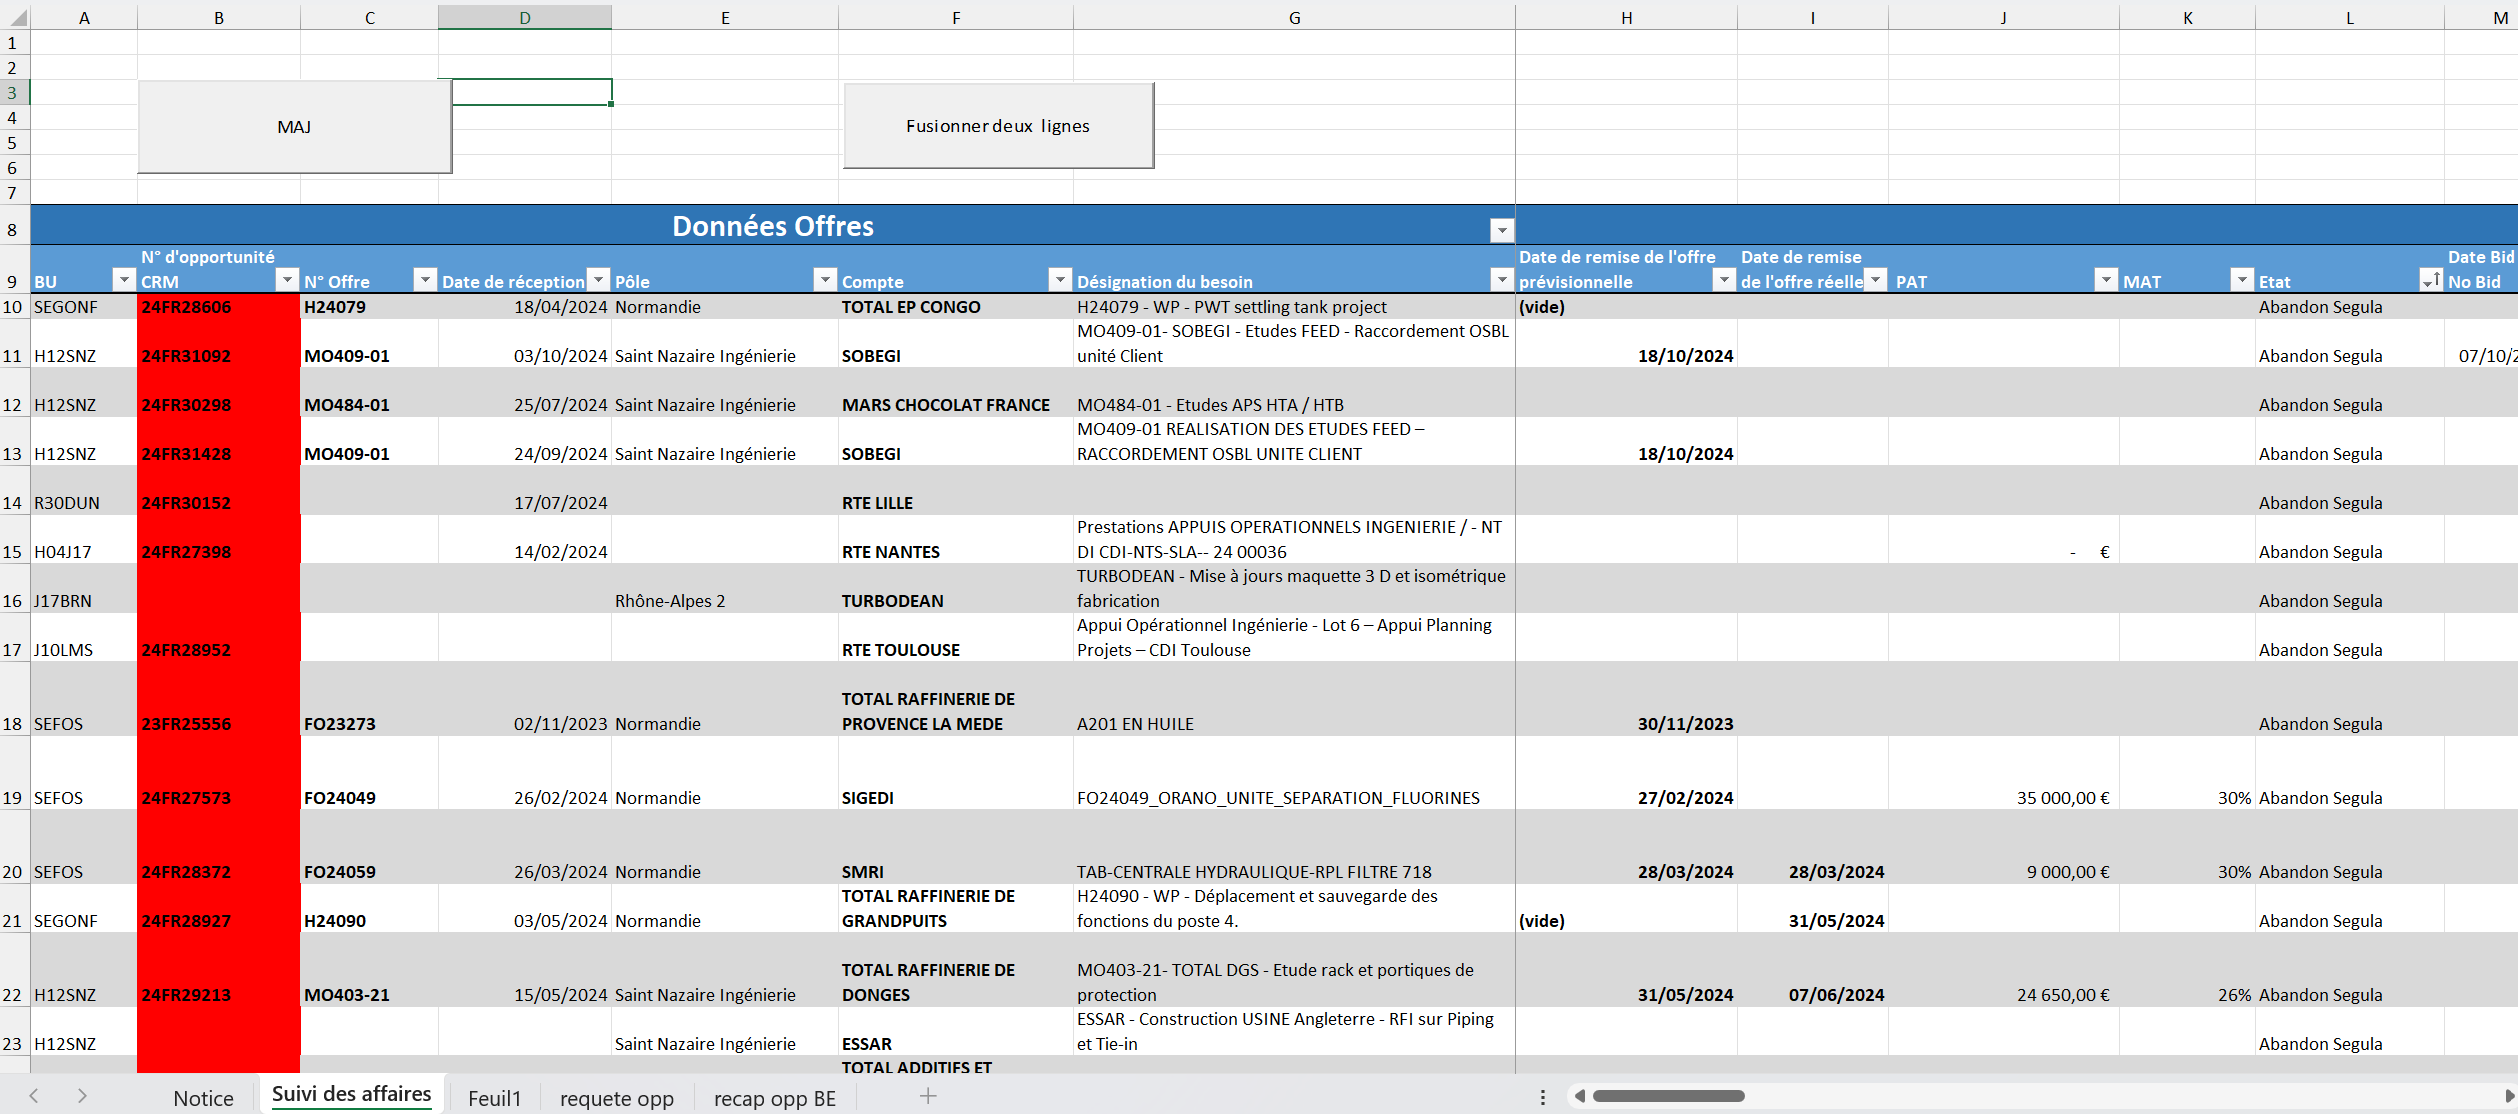 A B C D E F G H I J K L M
1
2
3
4
5
6
7
MAJ
Fusionner deux lignes
8 Données Offres
9 BU N° d'opportunité CRM N° Offre Date de réception Pôle Compte Désignation du besoin Date de remise de l'offre prévisionnelle Date de remise de l'offre réelle PAT MAT Etat Date Bid No Bid
10 SEGONF 24FR28606 H24079 18/04/2024 Normandie TOTAL EP CONGO H24079 - WP - PWT settling tank project (vide) Abandon Segula
11 H12SNZ 24FR31092 MO409-01 03/10/2024 Saint Nazaire Ingénierie SOBEGI MO409-01- SOBEGI - Etudes FEED - Raccordement OSBL unité Client 18/10/2024 Abandon Segula 07/10/2
12 H12SNZ 24FR30298 MO484-01 25/07/2024 Saint Nazaire Ingénierie MARS CHOCOLAT FRANCE MO484-01 - Etudes APS HTA / HTB Abandon Segula
13 H12SNZ 24FR31428 MO409-01 24/09/2024 Saint Nazaire Ingénierie SOBEGI MO409-01 REALISATION DES ETUDES FEED – RACCORDEMENT OSBL UNITE CLIENT 18/10/2024 Abandon Segula
14 R30DUN 24FR30152 17/07/2024 RTE LILLE Abandon Segula
15 H04J17 24FR27398 14/02/2024 RTE NANTES Prestations APPUIS OPERATIONNELS INGENIERIE / - NT DI CDI-NTS-SLA-- 24 00036 - € Abandon Segula
16 J17BRN Rhône-Alpes 2 TURBODEAN TURBODEAN - Mise à jours maquette 3 D et isométrique fabrication Abandon Segula
17 J10LMS 24FR28952 RTE TOULOUSE Appui Opérationnel Ingénierie - Lot 6 – Appui Planning Projets – CDI Toulouse Abandon Segula
18 SEFOS 23FR25556 FO23273 02/11/2023 Normandie TOTAL RAFFINERIE DE PROVENCE LA MEDE A201 EN HUILE 30/11/2023 Abandon Segula
19 SEFOS 24FR27573 FO24049 26/02/2024 Normandie SIGEDI FO24049_ORANO_UNITE_SEPARATION_FLUORINES 27/02/2024 35 000,00 € 30% Abandon Segula
20 SEFOS 24FR28372 FO24059 26/03/2024 Normandie SMRI TAB-CENTRALE HYDRAULIQUE-RPL FILTRE 718 28/03/2024 28/03/2024 9 000,00 € 30% Abandon Segula
21 SEGONF 24FR28927 H24090 03/05/2024 Normandie TOTAL RAFFINERIE DE GRANDPUITS H24090 - WP - Déplacement et sauvegarde des fonctions du poste 4. (vide) 31/05/2024 Abandon Segula
22 H12SNZ 24FR29213 MO403-21 15/05/2024 Saint Nazaire Ingénierie TOTAL RAFFINERIE DE DONGES MO403-21- TOTAL DGS - Etude rack et portiques de protection 31/05/2024 07/06/2024 24 650,00 € 26% Abandon Segula
23 H12SNZ Saint Nazaire Ingénierie ESSAR ESSAR - Construction USINE Angleterre - RFI sur Piping et Tie-in Abandon Segula
TOTAL ADDITIFS ET
Notice Suivi des affaires Feuil1 requete opp recap opp BE